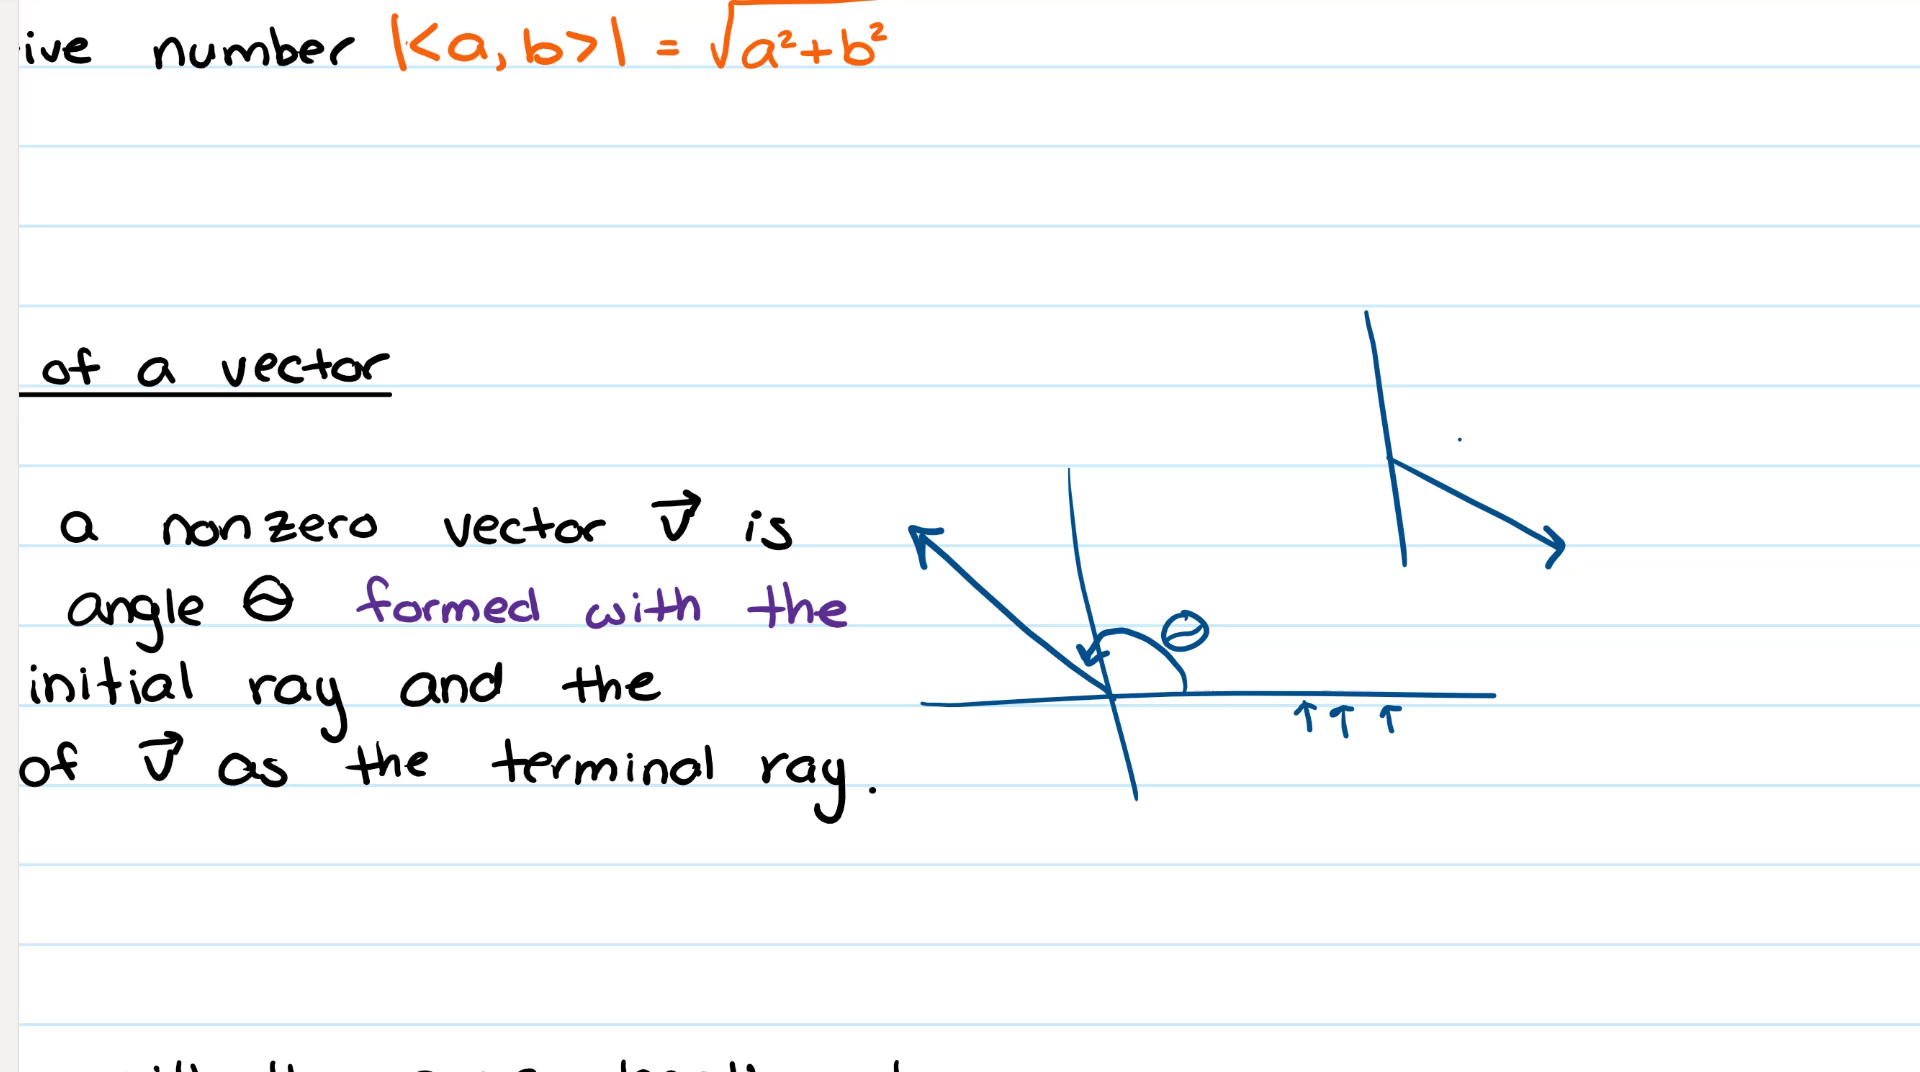 ive number |<a, b>| = √a²+b²
of a vector
a nonzero vector v⃗ is
angle θ formed with the
initial ray and the
of v⃗ as the terminal ray.
θ